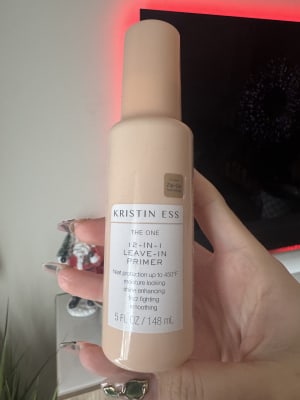 KRISTIN ESS
THE ONE
12-IN-1
LEAVE-IN
PRIMER
heat protection up to 450°F
moisture locking
shine enhancing
frizz fighting
smoothing
5 FL OZ / 148 mL